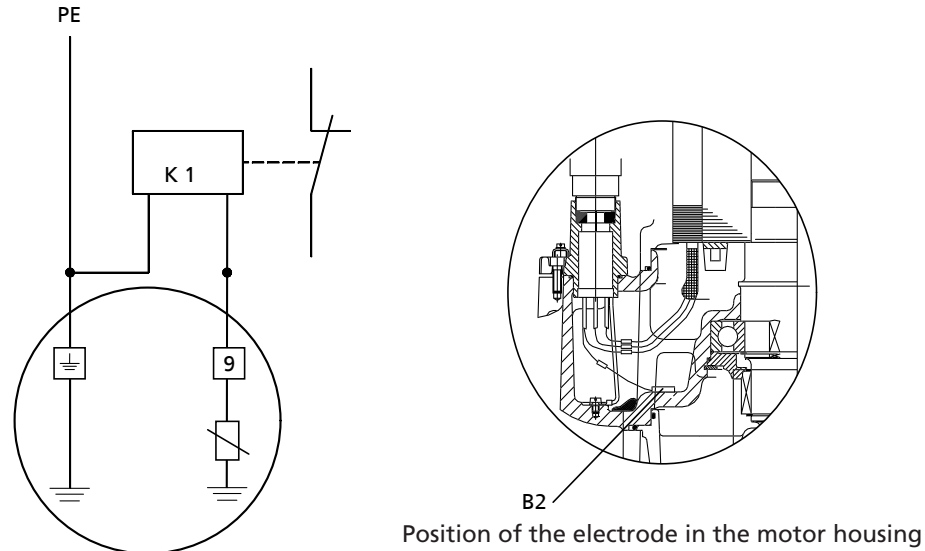 PE
K 1
9
B2
Position of the electrode in the motor housing